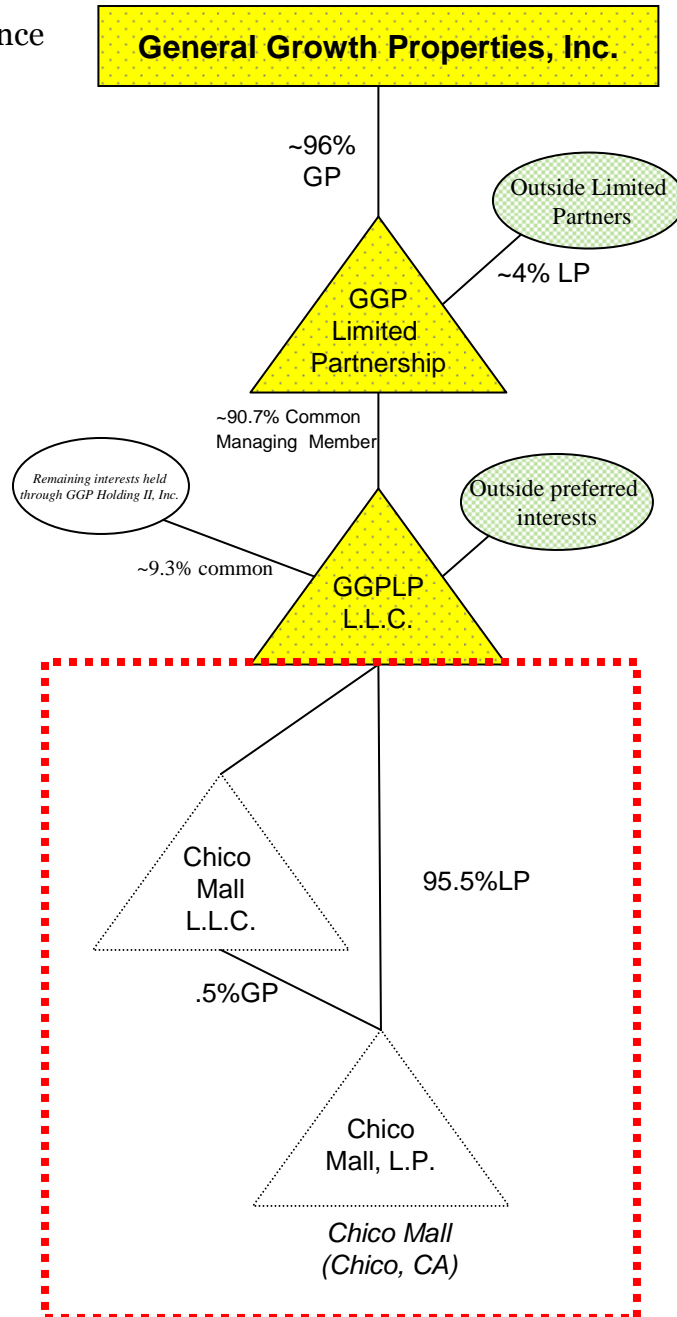 nce
General Growth Properties, Inc.
~96%
GP
Outside Limited
Partners
~4% LP
GGP
Limited
Partnership
~90.7% Common
Managing Member
Remaining interests held
through GGP Holding II, Inc.
Outside preferred
interests
~9.3% common
GGPLP
L.L.C.
Chico
Mall
L.L.C.
95.5%LP
.5%GP
Chico
Mall, L.P.
Chico Mall
(Chico, CA)